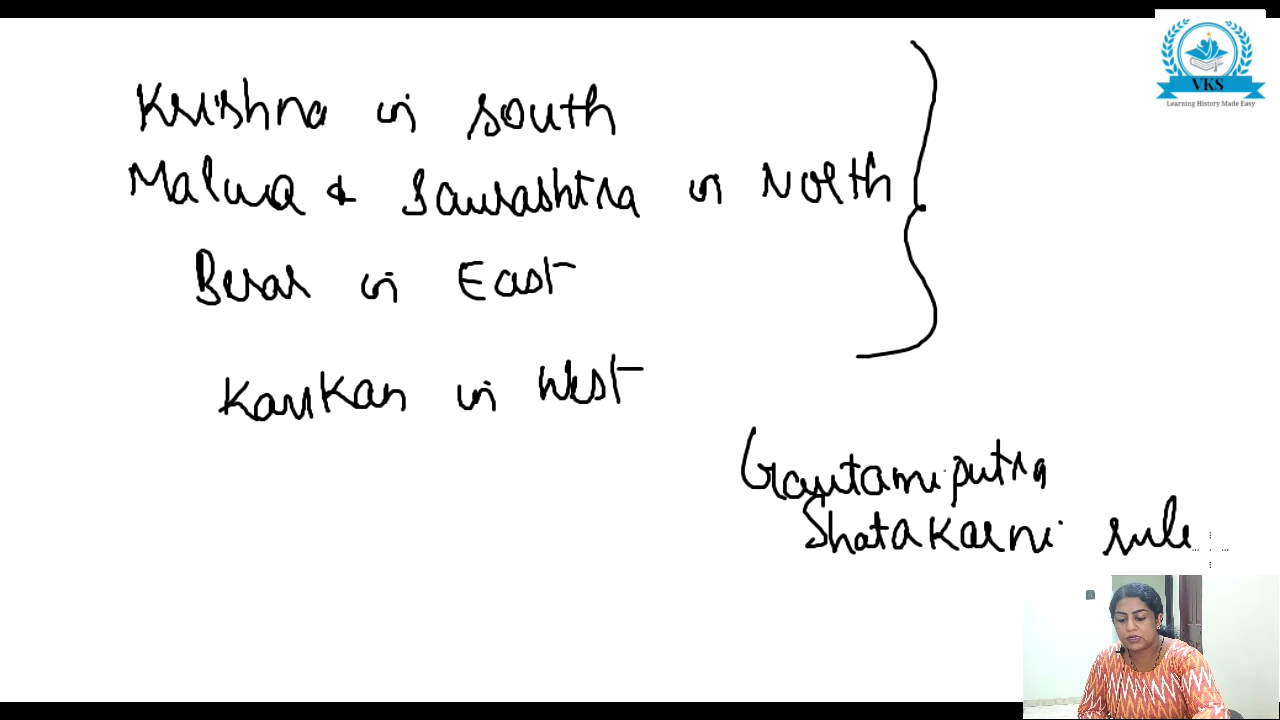 Krishna in south
Malwa & Saurashtra in North
Berar in East
Konkan in West
Gautamiputra
Shatakarni rule
VKS
Learning History Made Easy